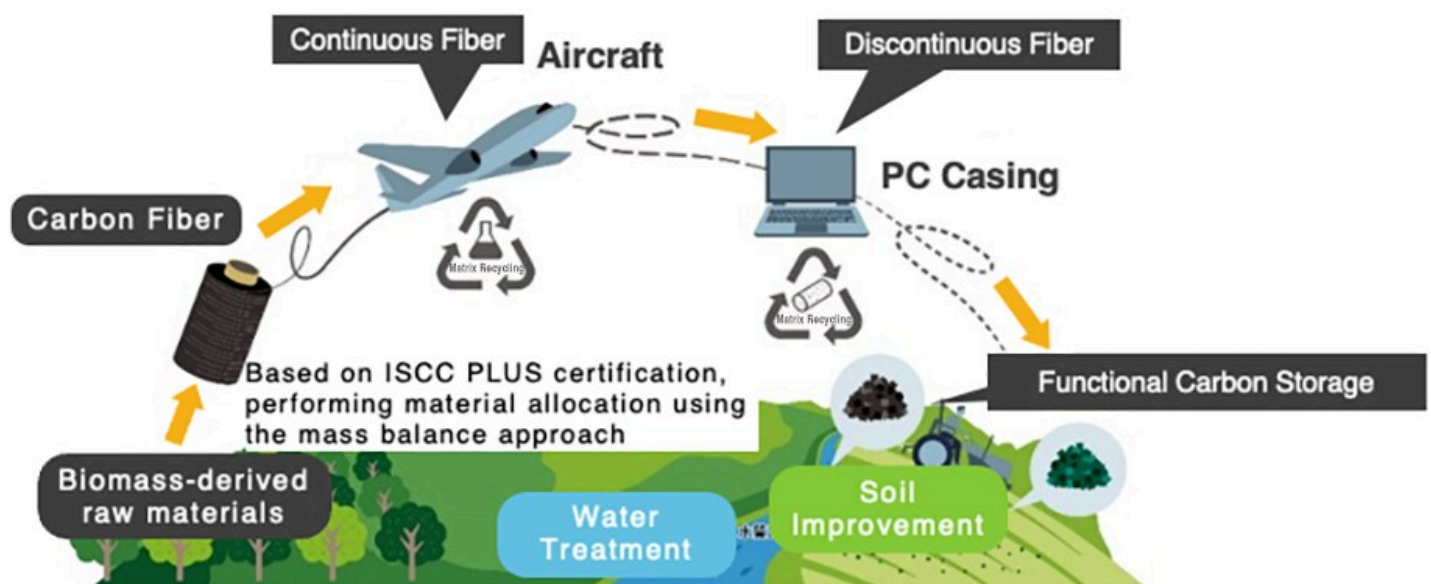 Continuous Fiber
Aircraft
Discontinuous Fiber
PC Casing
Carbon Fiber
Matrix Recycling
Matrix Recycling
Based on ISCC PLUS certification,
performing material allocation using
the mass balance approach
Functional Carbon Storage
Biomass-derived
raw materials
Water
Treatment
Soil
Improvement